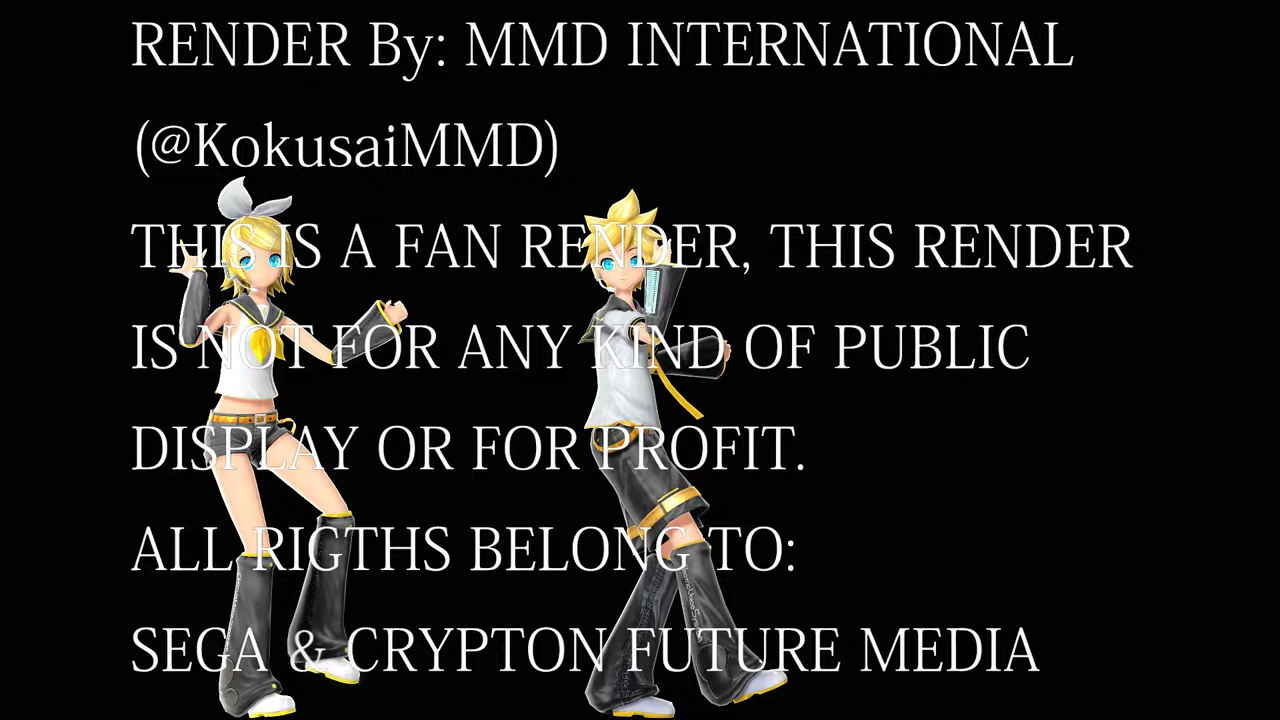 RENDER By: MMD INTERNATIONAL
(@KokusaiMMD)
THIS IS A FAN RENDER, THIS RENDER
IS NOT FOR ANY KIND OF PUBLIC
DISPLAY OR FOR PROFIT.
ALL RIGTHS BELONG TO:
SEGA & CRYPTON FUTURE MEDIA